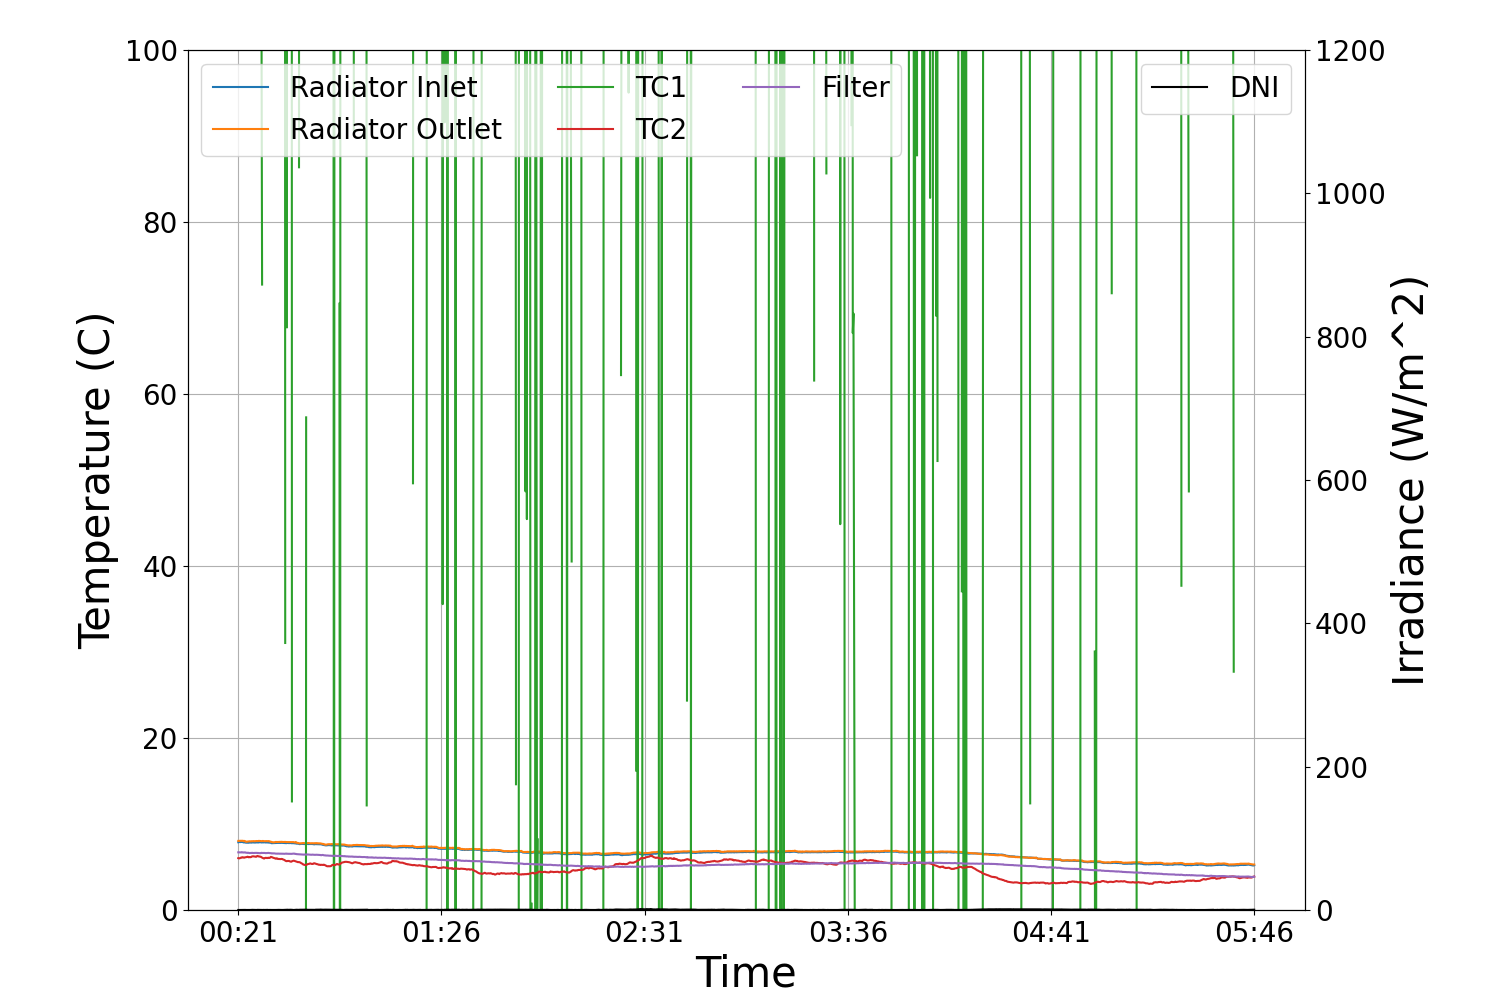 Radiator Inlet
Radiator Outlet
TC1
TC2
Filter
DNI
Temperature (C)
100
80
60
40
20
0
Irradiance (W/m^2)
1200
1000
800
600
400
200
0
00:21
01:26
02:31
03:36
04:41
05:46
Time